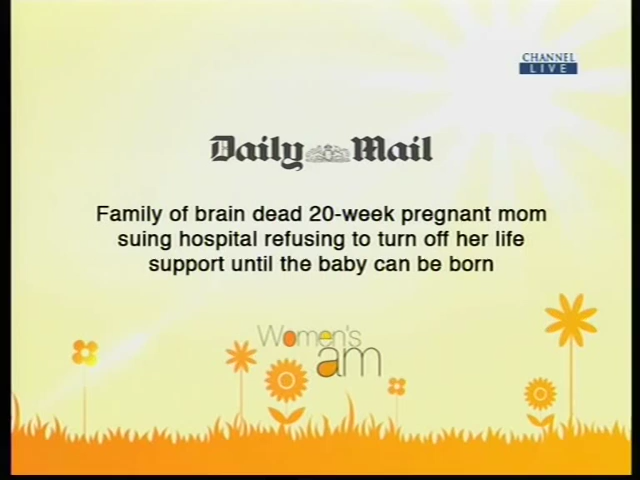 CHANNEL
LIVE
Daily Mail
Family of brain dead 20-week pregnant mom
suing hospital refusing to turn off her life
support until the baby can be born
Women's
am